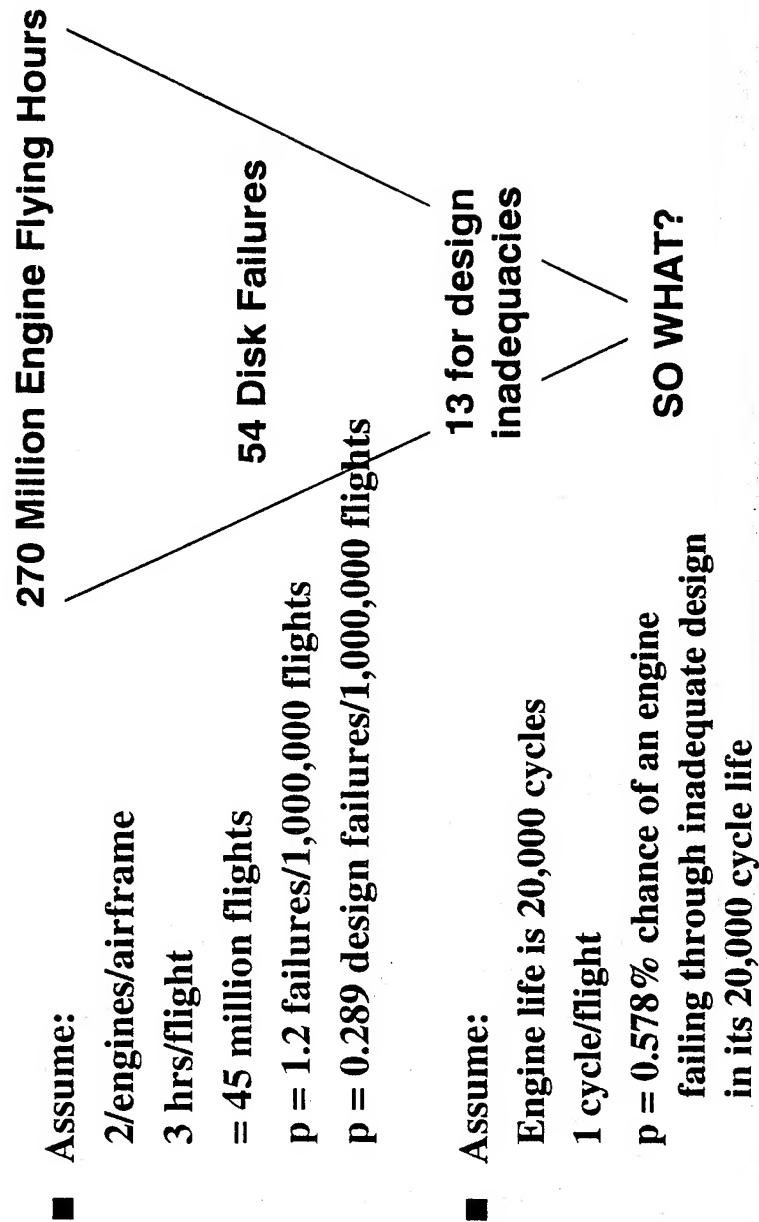 270 Million Engine Flying Hours
54 Disk Failures
13 for design
inadequacies
SO WHAT?
■ Assume:
2/engines/airframe
3 hrs/flight
= 45 million flights
p = 1.2 failures/1,000,000 flights
p = 0.289 design failures/1,000,000 flights
■ Assume:
Engine life is 20,000 cycles
1 cycle/flight
p = 0.578% chance of an engine
failing through inadequate design
in its 20,000 cycle life